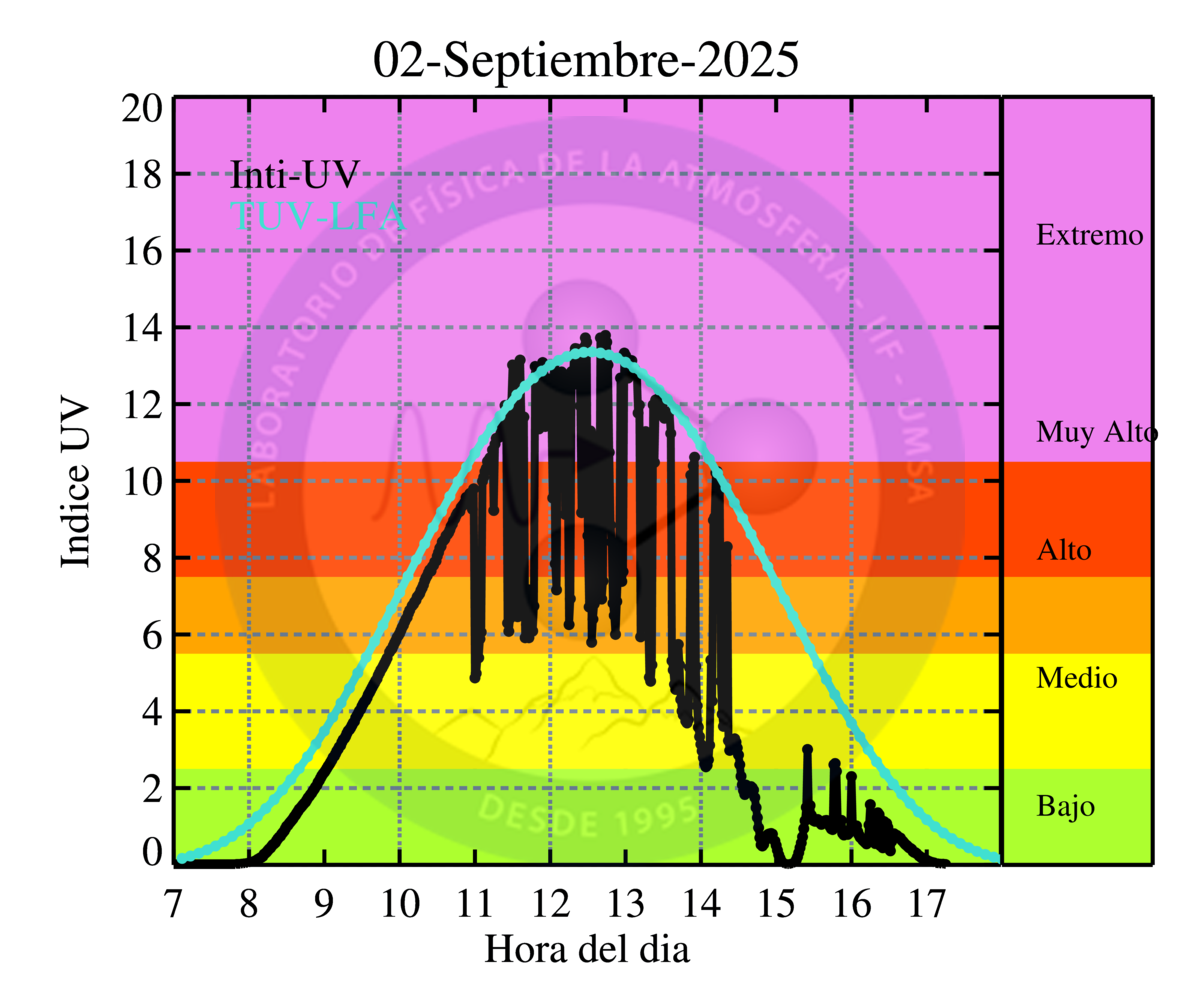 02-Septiembre-2025
20
18
16
14
12
10
8
6
4
2
0
Indice UV
Inti-UV
TUV-LFA
LABORATORIO DE FÍSICA DE LA ATMÓSFERA - IIF - UMSA
DESDE 1995
Extremo
Muy Alto
Alto
Medio
Bajo
7 8 9 10 11 12 13 14 15 16 17
Hora del dia